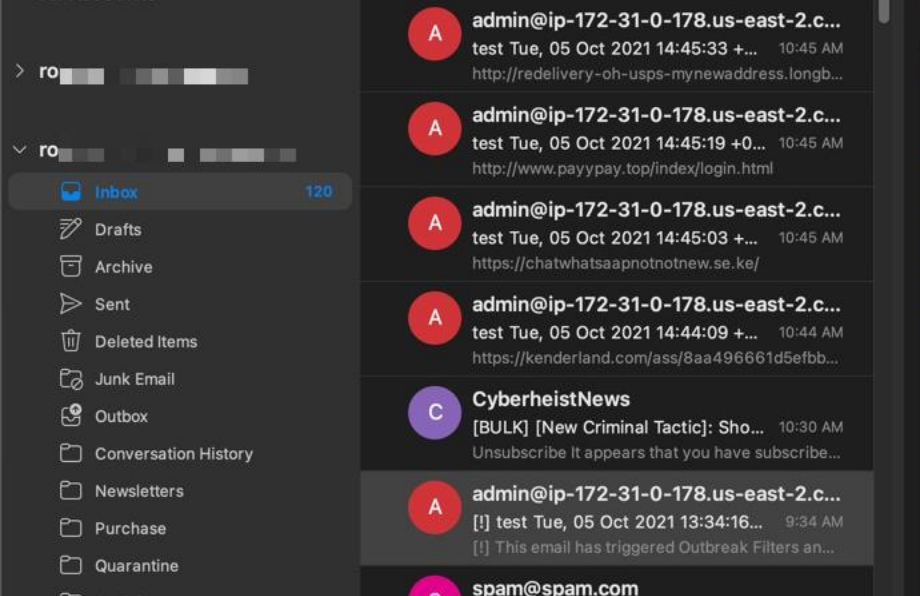 ro
ro
Inbox 120
Drafts
Archive
Sent
Deleted Items
Junk Email
Outbox
Conversation History
Newsletters
Purchase
Quarantine
A
admin@ip-172-31-0-178.us-east-2.c...
test Tue, 05 Oct 2021 14:45:33 +... 10:45 AM
http://redelivery-oh-usps-mynewaddress.longb...
A
admin@ip-172-31-0-178.us-east-2.c...
test Tue, 05 Oct 2021 14:45:19 +0... 10:45 AM
http://www.payypay.top/index/login.html
A
admin@ip-172-31-0-178.us-east-2.c...
test Tue, 05 Oct 2021 14:45:03 +... 10:45 AM
https://chatwhatsaapnotnotnew.se.ke/
A
admin@ip-172-31-0-178.us-east-2.c...
test Tue, 05 Oct 2021 14:44:09 +... 10:44 AM
https://kenderland.com/ass/8aa496661d5efbb...
C
CyberheistNews
[BULK] [New Criminal Tactic]: Sho... 10:30 AM
Unsubscribe It appears that you have subscribe...
A
admin@ip-172-31-0-178.us-east-2.c...
[!] test Tue, 05 Oct 2021 13:34:16... 9:34 AM
[!] This email has triggered Outbreak Filters an...
spam@spam.com